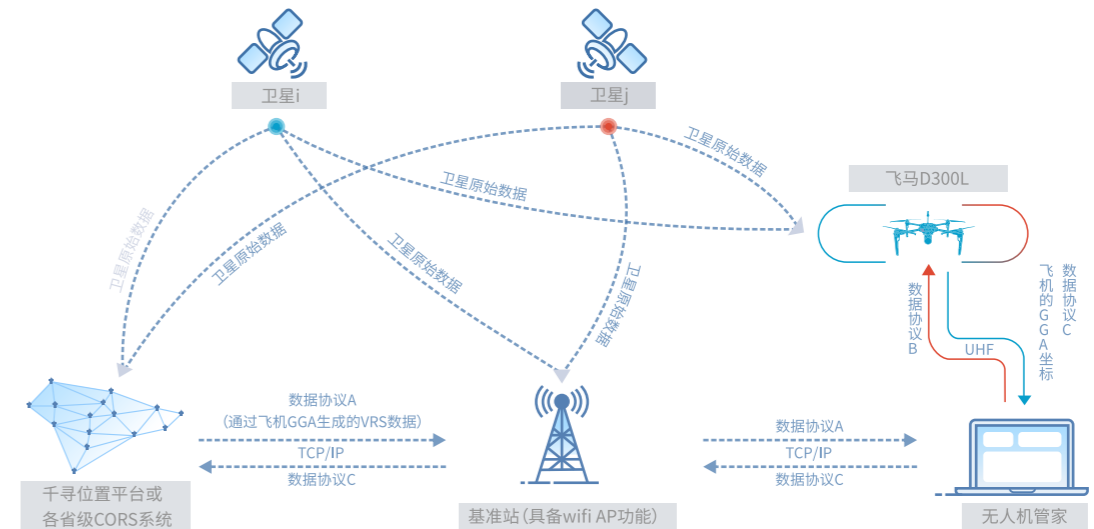 卫星i
卫星j
卫星原始数据
卫星原始数据
卫星原始数据
卫星原始数据
卫星原始数据
卫星原始数据
飞马D300L
数据协议B
UHF
数据协议C
飞机的GGA坐标
数据协议A
（通过飞机GGA生成的VRS数据）
TCP/IP
数据协议C
数据协议A
TCP/IP
数据协议C
千寻位置平台或
各省级CORS系统
基准站（具备wifi AP功能）
无人机管家